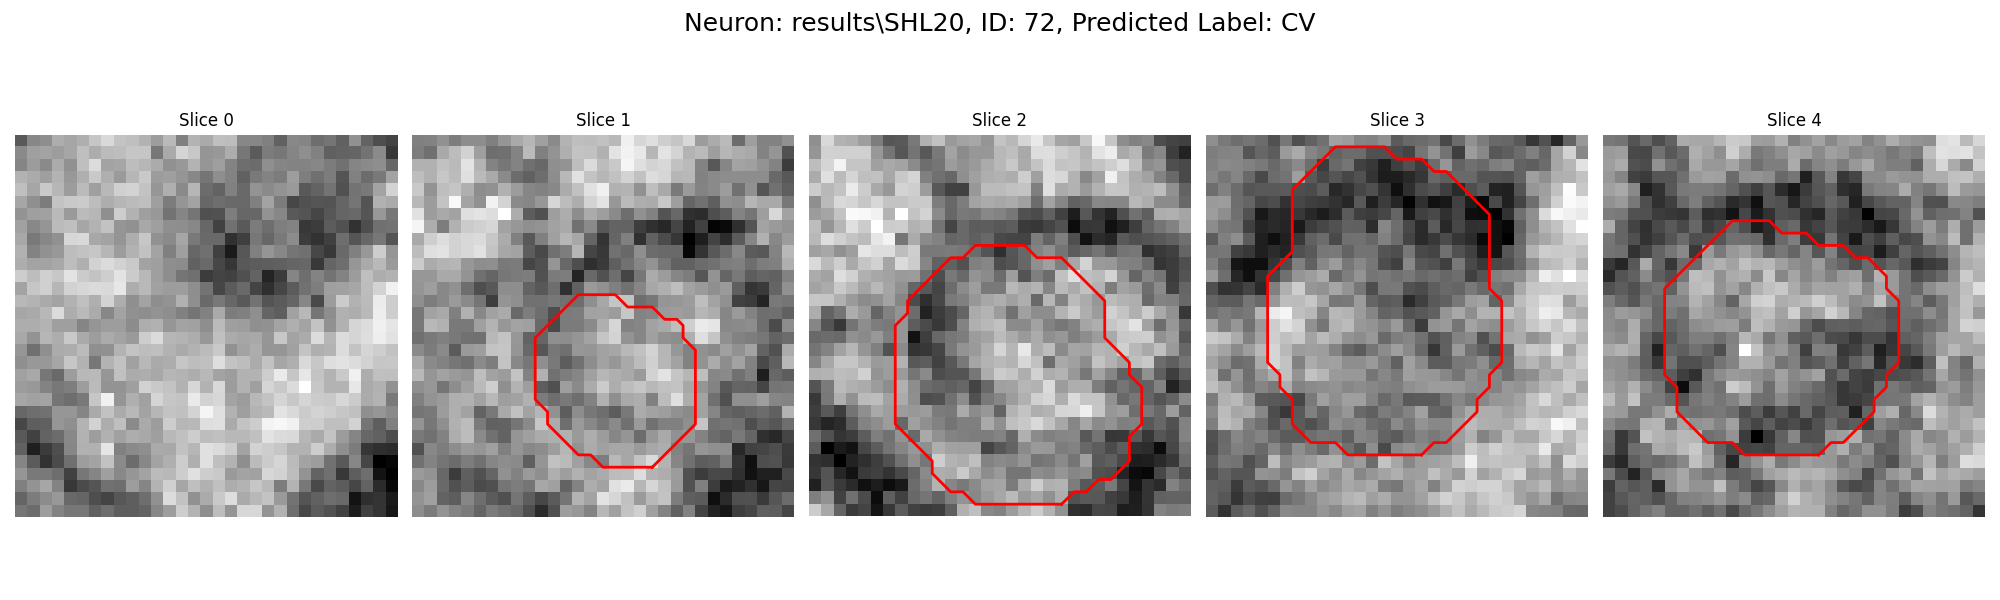 Neuron: results\SHL20, ID: 72, Predicted Label: CV
Slice 0
Slice 1
Slice 2
Slice 3
Slice 4